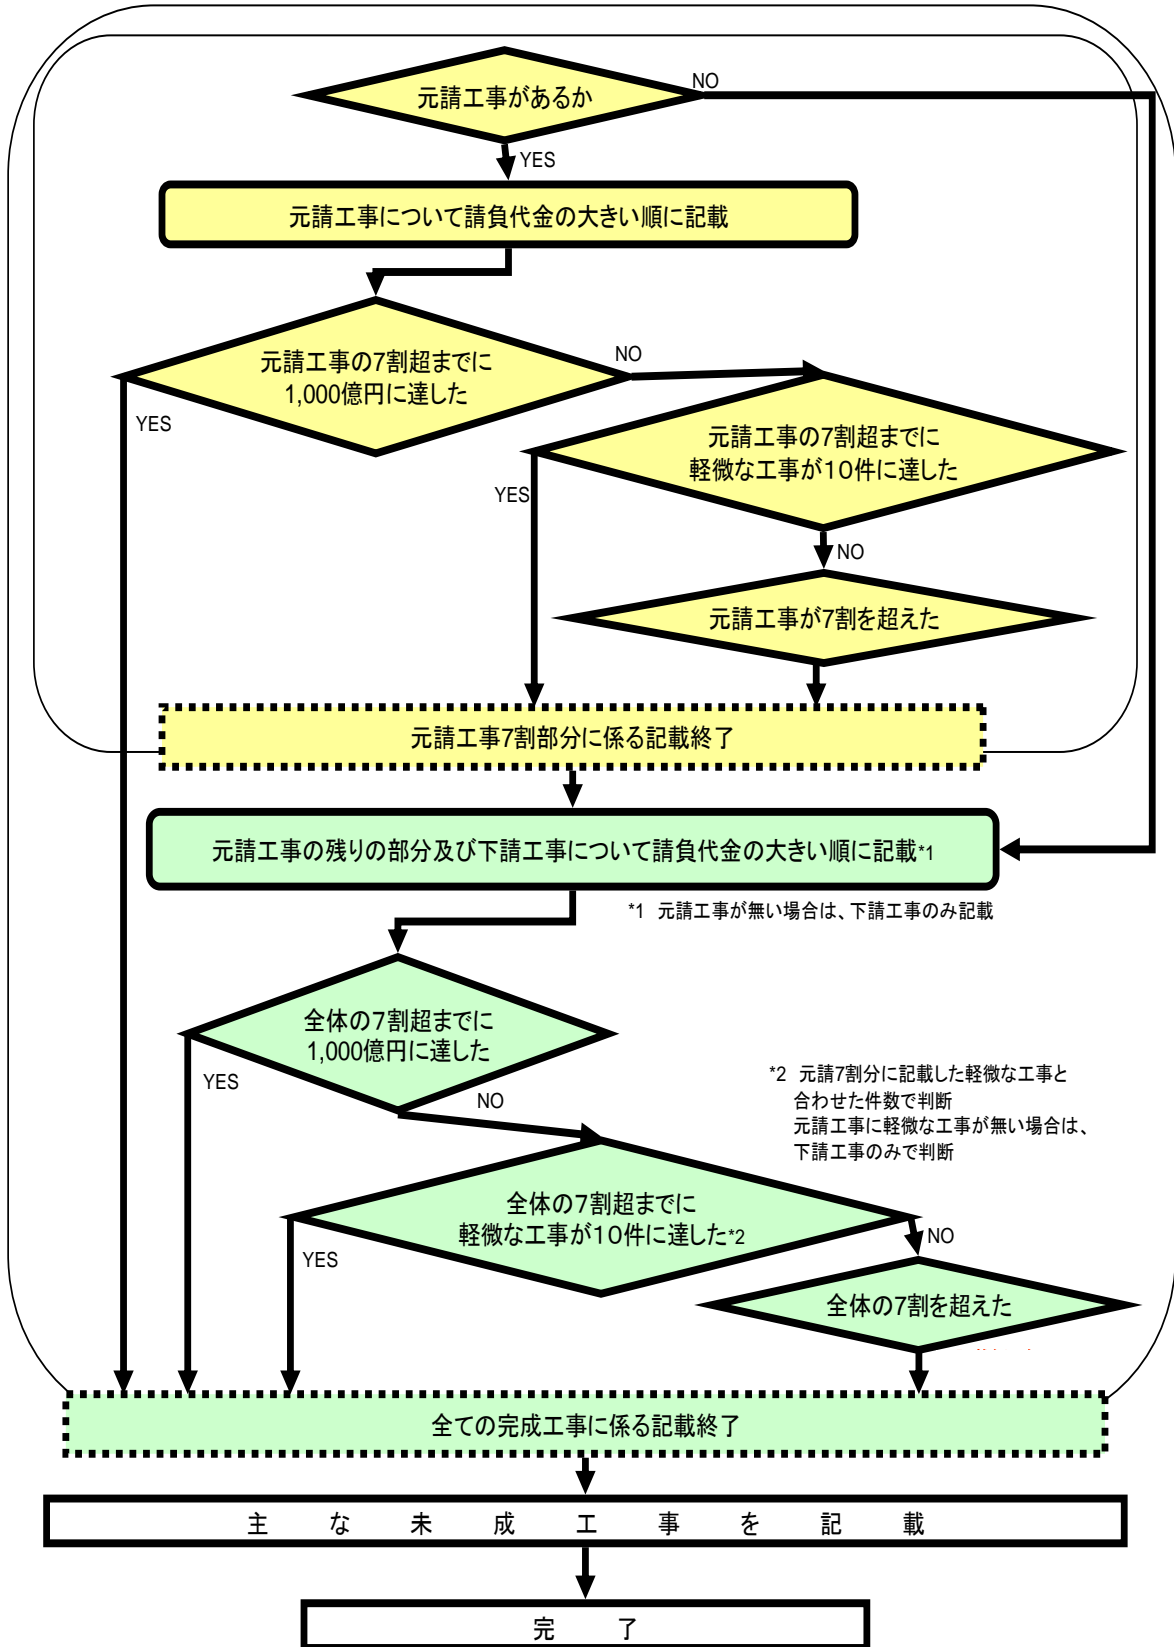 元請工事があるか
NO
YES
元請工事について請負代金の大きい順に記載
元請工事の7割超までに
1,000億円に達した
NO
YES
元請工事の7割超までに
軽微な工事が10件に達した
YES
NO
元請工事が7割を超えた
元請工事7割部分に係る記載終了
元請工事の残りの部分及び下請工事について請負代金の大きい順に記載*1
*1 元請工事が無い場合は、下請工事のみ記載
全体の7割超までに
1,000億円に達した
YES
NO
*2 元請7割分に記載した軽微な工事と
合わせた件数で判断
元請工事に軽微な工事が無い場合は、
下請工事のみで判断
全体の7割超までに
軽微な工事が10件に達した*2
YES
NO
全体の7割を超えた
全ての完成工事に係る記載終了
主な未成工事を記載
完了